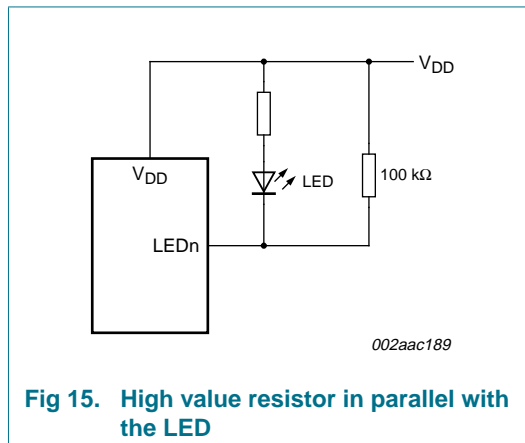 VDD
VDD
LED
100 kΩ
LEDn
002aac189
Fig 15. High value resistor in parallel with
the LED